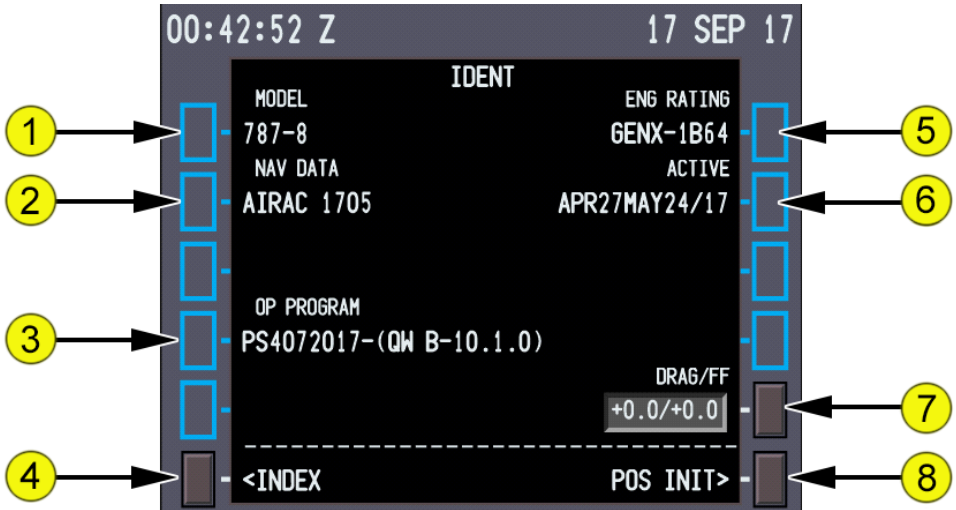 00:42:52 Z 17 SEP 17
IDENT
MODEL ENG RATING
1 787-8 GENX-1B64 5
NAV DATA ACTIVE
2 AIRAC 1705 APR27MAY24/17 6
OP PROGRAM
3 PS4072017-(QW B-10.1.0)
DRAG/FF
+0.0/+0.0 7
4 <INDEX POS INIT> 8